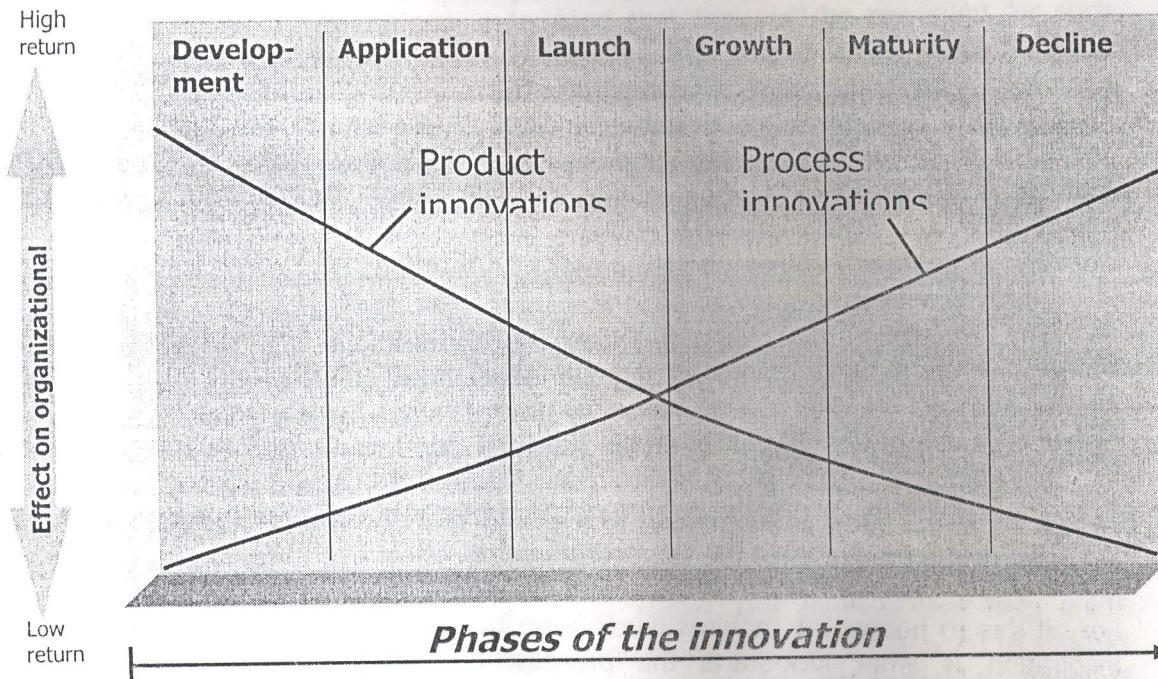 High
return
Develop-
ment
Application
Launch
Growth
Maturity
Decline
Product
innovations
Process
innovations
Effect on organizational
Low
return
Phases of the innovation